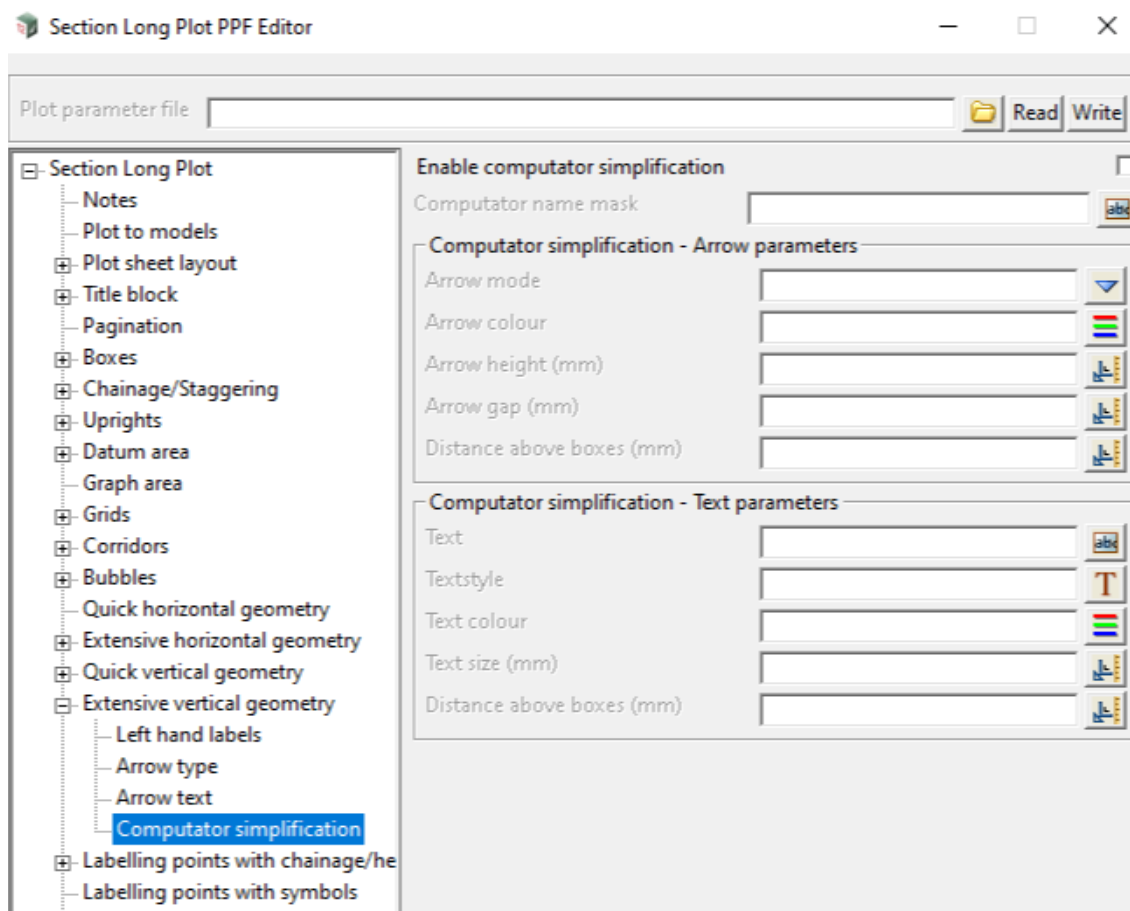 Section Long Plot PPF Editor
Plot parameter file
Read Write
Section Long Plot
Notes
Plot to models
Plot sheet layout
Title block
Pagination
Boxes
Chainage/Staggering
Uprights
Datum area
Graph area
Grids
Corridors
Bubbles
Quick horizontal geometry
Extensive horizontal geometry
Quick vertical geometry
Extensive vertical geometry
Left hand labels
Arrow type
Arrow text
Computator simplification
Labelling points with chainage/he
Labelling points with symbols
Enable computator simplification
Computator name mask
abc
Computator simplification - Arrow parameters
Arrow mode
Arrow colour
Arrow height (mm)
Arrow gap (mm)
Distance above boxes (mm)
Computator simplification - Text parameters
Text
abc
Textstyle
T
Text colour
Text size (mm)
Distance above boxes (mm)